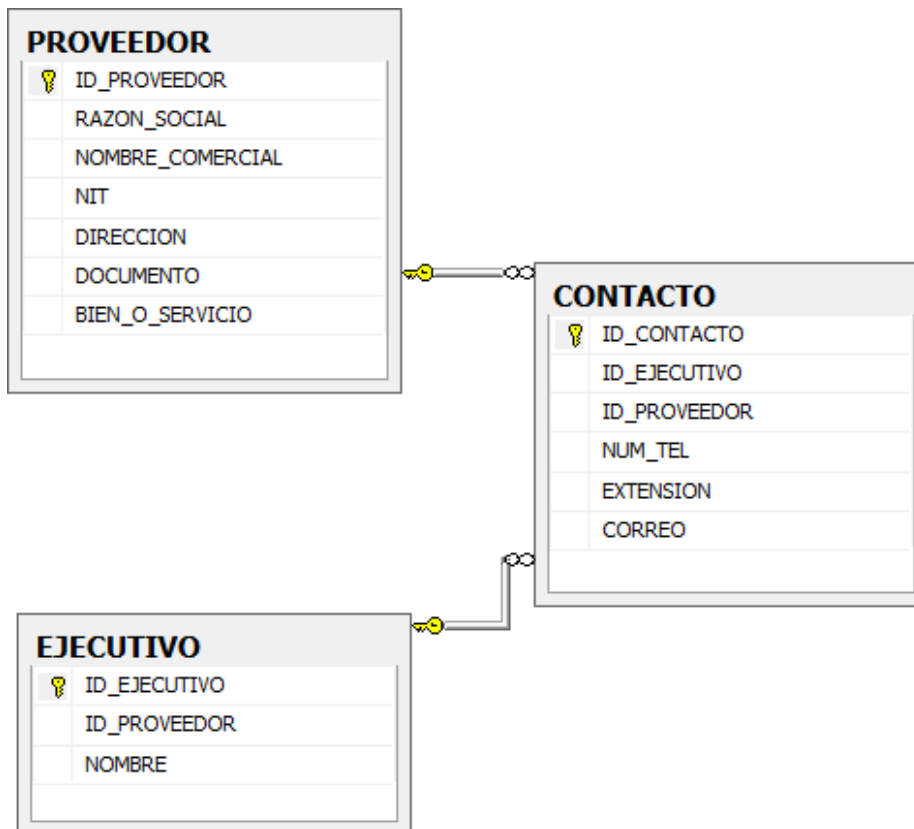 PROVEEDOR
ID_PROVEEDOR
RAZON_SOCIAL
NOMBRE_COMERCIAL
NIT
DIRECCION
DOCUMENTO
BIEN_O_SERVICIO
CONTACTO
ID_CONTACTO
ID_EJECUTIVO
ID_PROVEEDOR
NUM_TEL
EXTENSION
CORREO
EJECUTIVO
ID_EJECUTIVO
ID_PROVEEDOR
NOMBRE